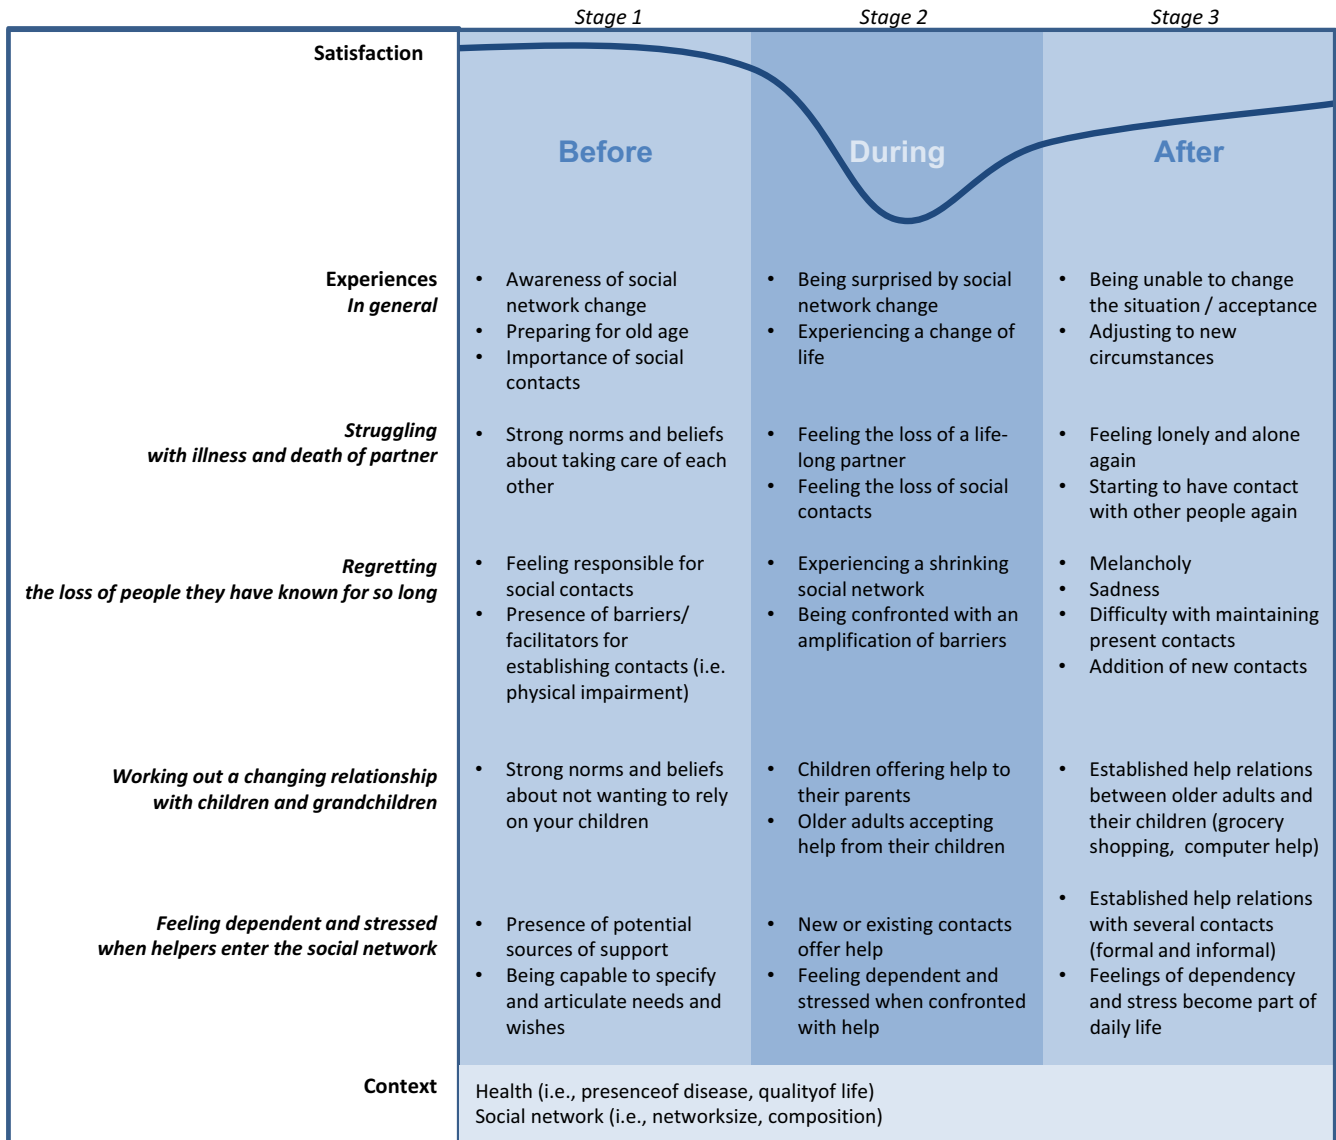 Stage 1
Stage 2
Stage 3
Satisfaction
Before
During
After
Experiences
In general
• Awareness of social
network change
• Preparing for old age
• Importance of social
contacts
• Being surprised by social
network change
• Experiencing a change of
life
• Being unable to change
the situation / acceptance
• Adjusting to new
circumstances
Struggling
with illness and death of partner
• Strong norms and beliefs
about taking care of each
other
• Feeling the loss of a life-
long partner
• Feeling the loss of social
contacts
• Feeling lonely and alone
again
• Starting to have contact
with other people again
Regretting
the loss of people they have known for so long
• Feeling responsible for
social contacts
• Presence of barriers/
facilitators for
establishing contacts (i.e.
physical impairment)
• Experiencing a shrinking
social network
• Being confronted with an
amplification of barriers
• Melancholy
• Sadness
• Difficulty with maintaining
present contacts
• Addition of new contacts
Working out a changing relationship
with children and grandchildren
• Strong norms and beliefs
about not wanting to rely
on your children
• Children offering help to
their parents
• Older adults accepting
help from their children
• Established help relations
between older adults and
their children (grocery
shopping, computer help)
Feeling dependent and stressed
when helpers enter the social network
• Presence of potential
sources of support
• Being capable to specify
and articulate needs and
wishes
• New or existing contacts
offer help
• Feeling dependent and
stressed when confronted
with help
• Established help relations
with several contacts
(formal and informal)
• Feelings of dependency
and stress become part of
daily life
Context
Health (i.e., presenceof disease, qualityof life)
Social network (i.e., networksize, composition)